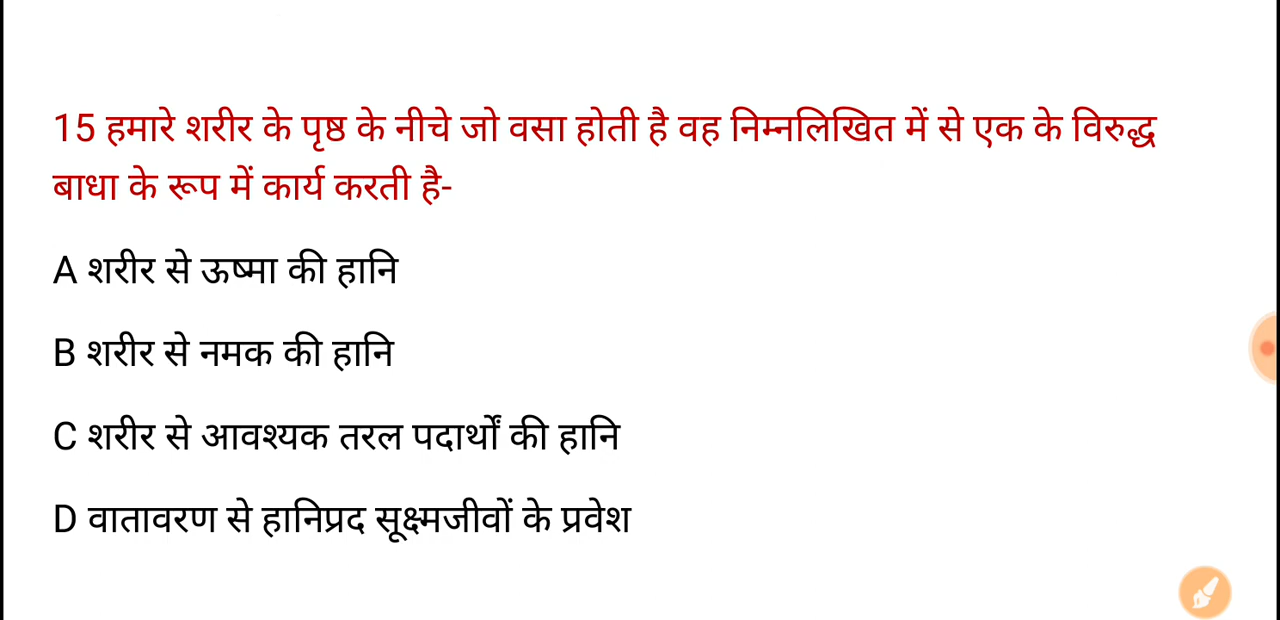 15 हमारे शरीर के पृष्ठ के नीचे जो वसा होती है वह निम्नलिखित में से एक के विरुद्ध
बाधा के रूप में कार्य करती है-
A शरीर से ऊष्मा की हानि
B शरीर से नमक की हानि
C शरीर से आवश्यक तरल पदार्थों की हानि
D वातावरण से हानिप्रद सूक्ष्मजीवों के प्रवेश